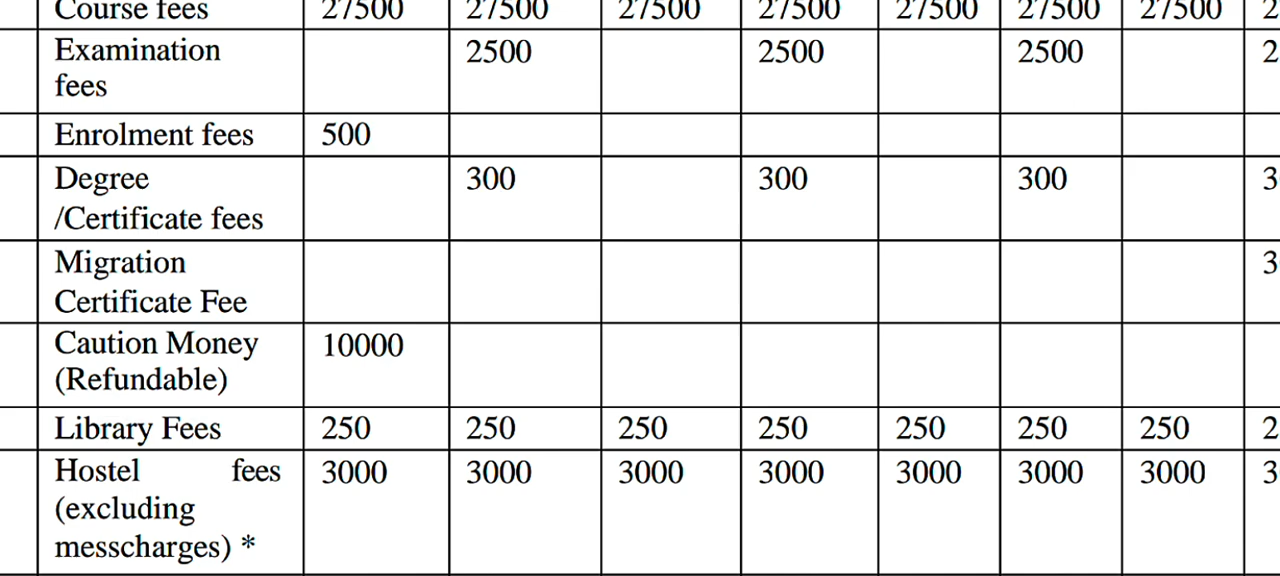 Course fees 27500 27500 27500 27500 27500 27500 27500
Examination 2500 2500 2500
fees
Enrolment fees 500
Degree 300 300 300
/Certificate fees
Migration
Certificate Fee
Caution Money 10000
(Refundable)
Library Fees 250 250 250 250 250 250 250
Hostel fees 3000 3000 3000 3000 3000 3000 3000
(excluding
messcharges) *